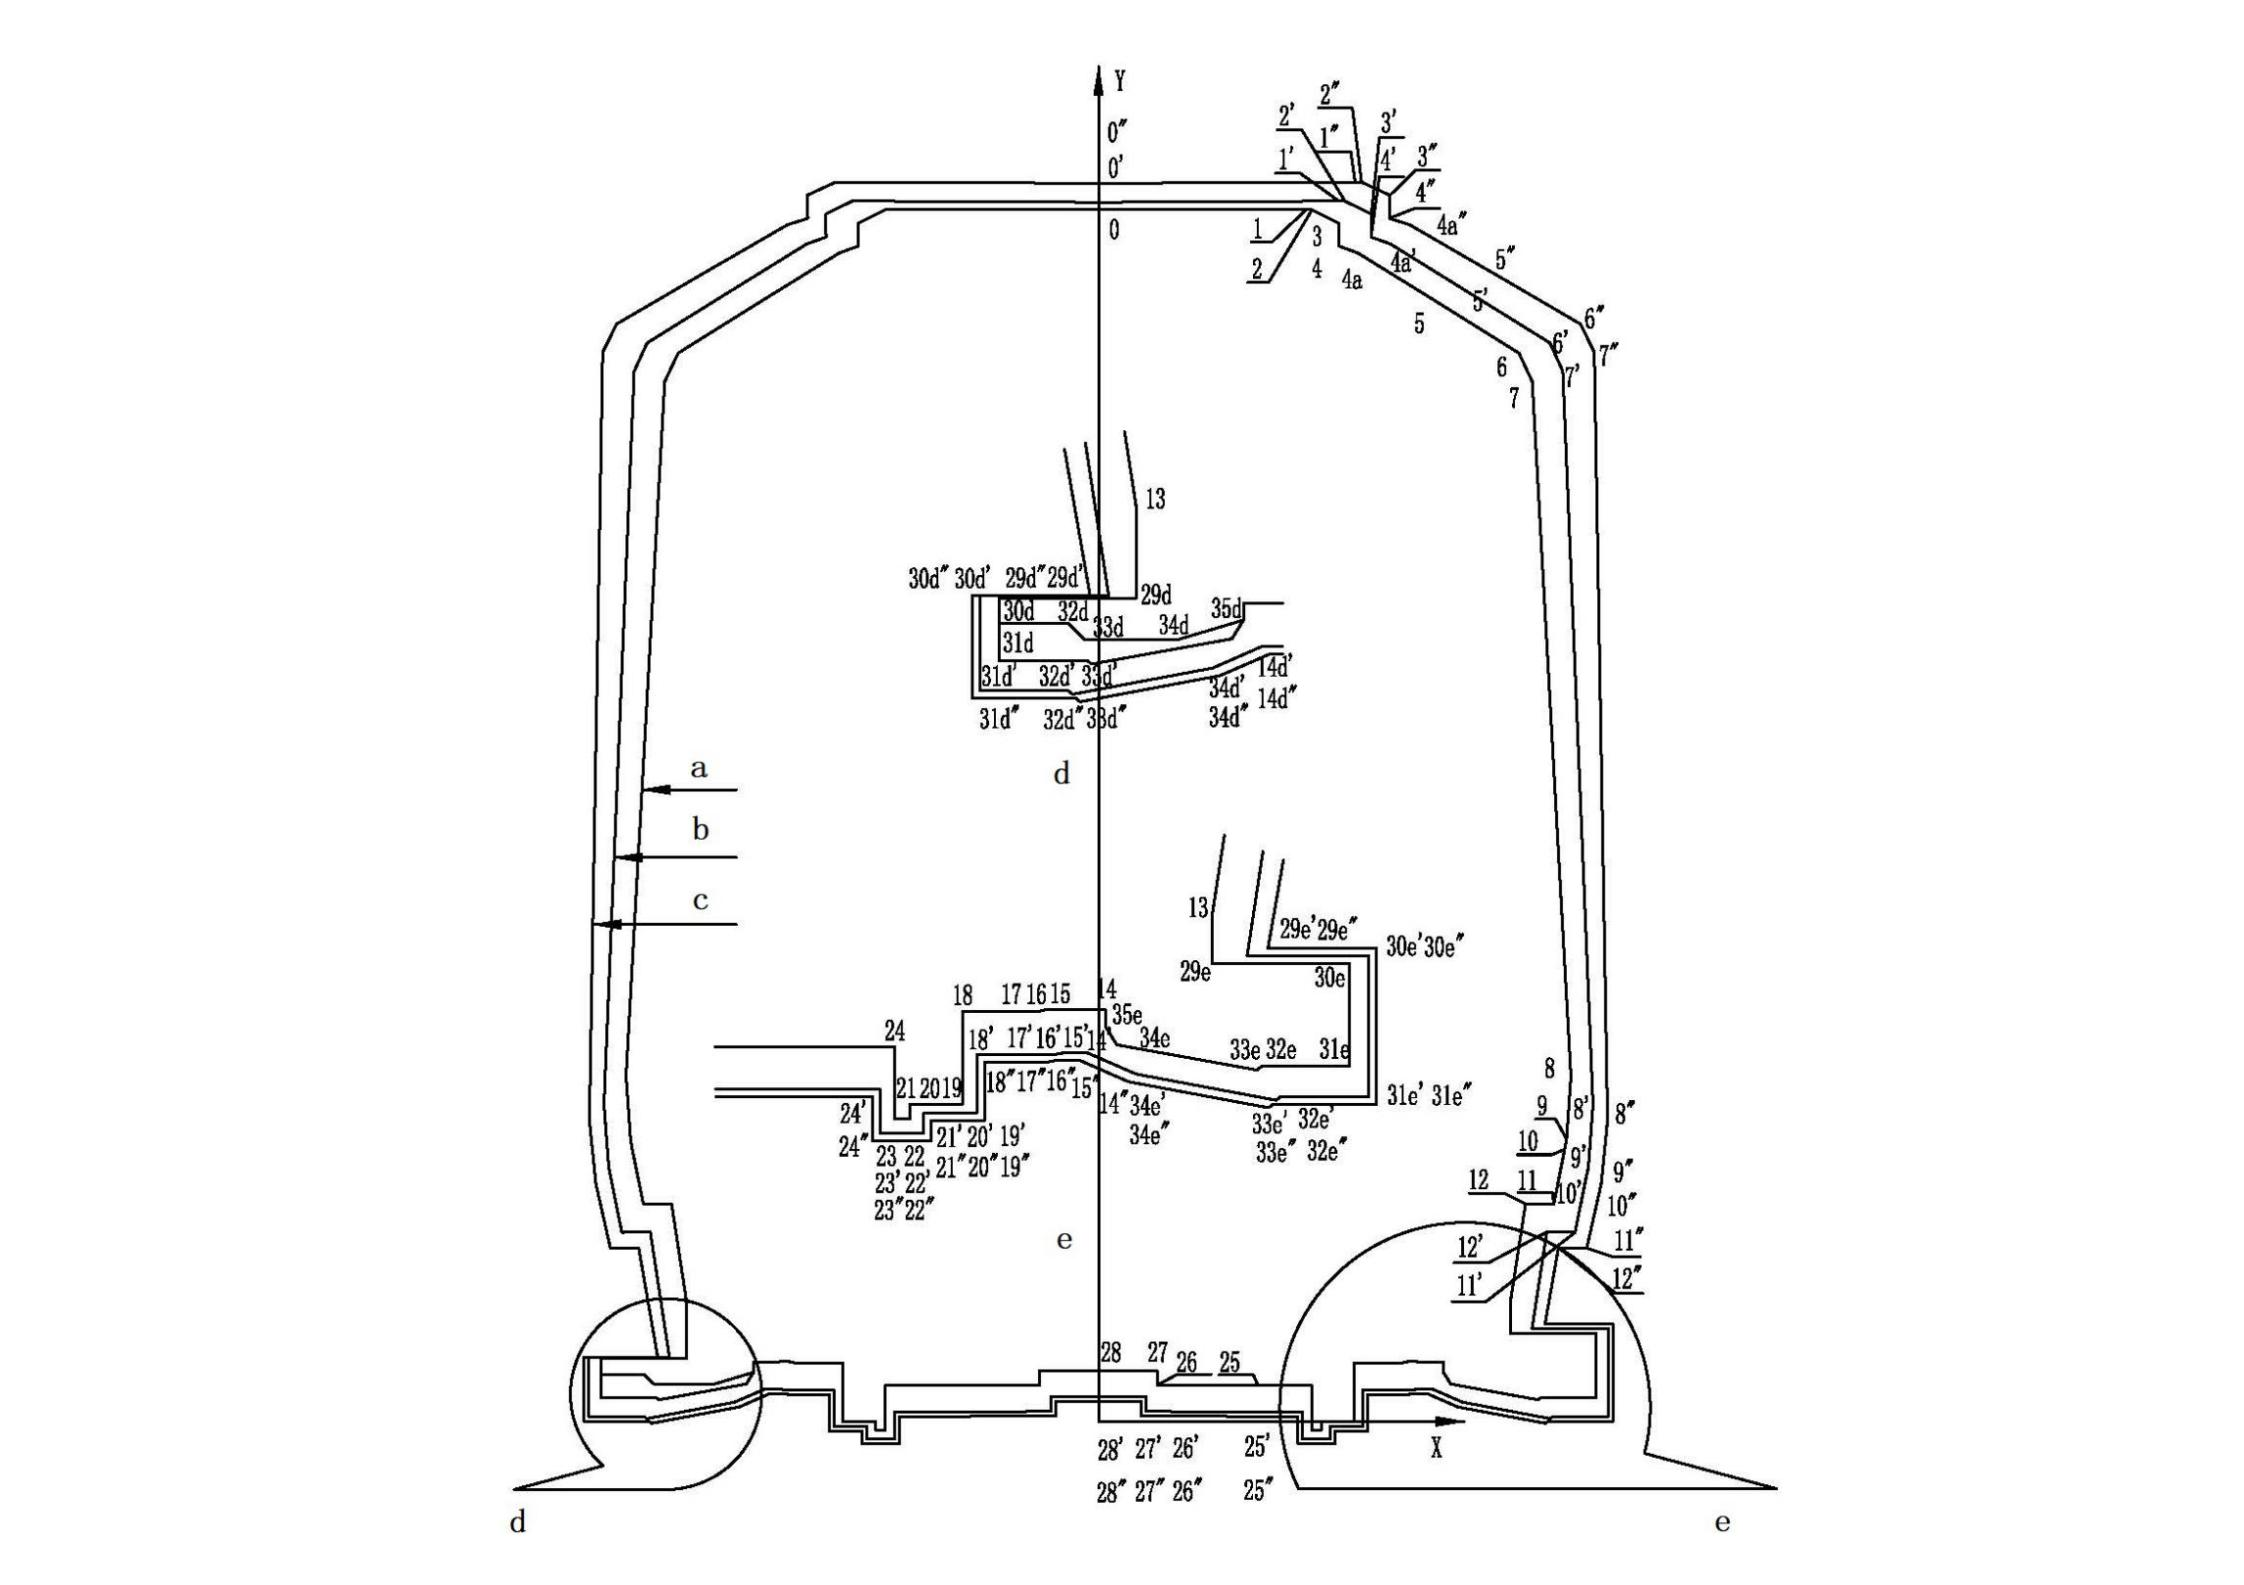 Y
2″
2' 3'
0″ 1″
0' 1' 4' 3″
4″
0 1 3 4a″
2 4 4a 4a' 5″
5'
5 6″
6' 7″
6 7'
7
13
30d″ 30d' 29d″ 29d'
29d
30d 32d 35d
33d 34d
31d
31d' 32d' 33d' 14d'
34d' 14d″
31d″ 32d″ 33d″ 34d″
a d
b
c
13
29e' 29e″
30e' 30e″
29e 30e
18 17 16 15 14
35e
24 18' 17' 16' 15' 14' 34e
33e 32e 31e
8
21 20 19 18″ 17″ 16″ 15″
31e' 31e″
24' 14″ 34e' 9 8' 8″
33e' 32e'
24″ 21' 20' 19' 34e″ 10
23 22 33e″ 32e″ 9'
21″ 20″ 19″ 9″
23' 22' 12 11 10'
23″ 22″ 10″
e 12' 11″
11' 12″
28 27 26 25
28' 27' 26' 25' X
28″ 27″ 26″ 25″
d e